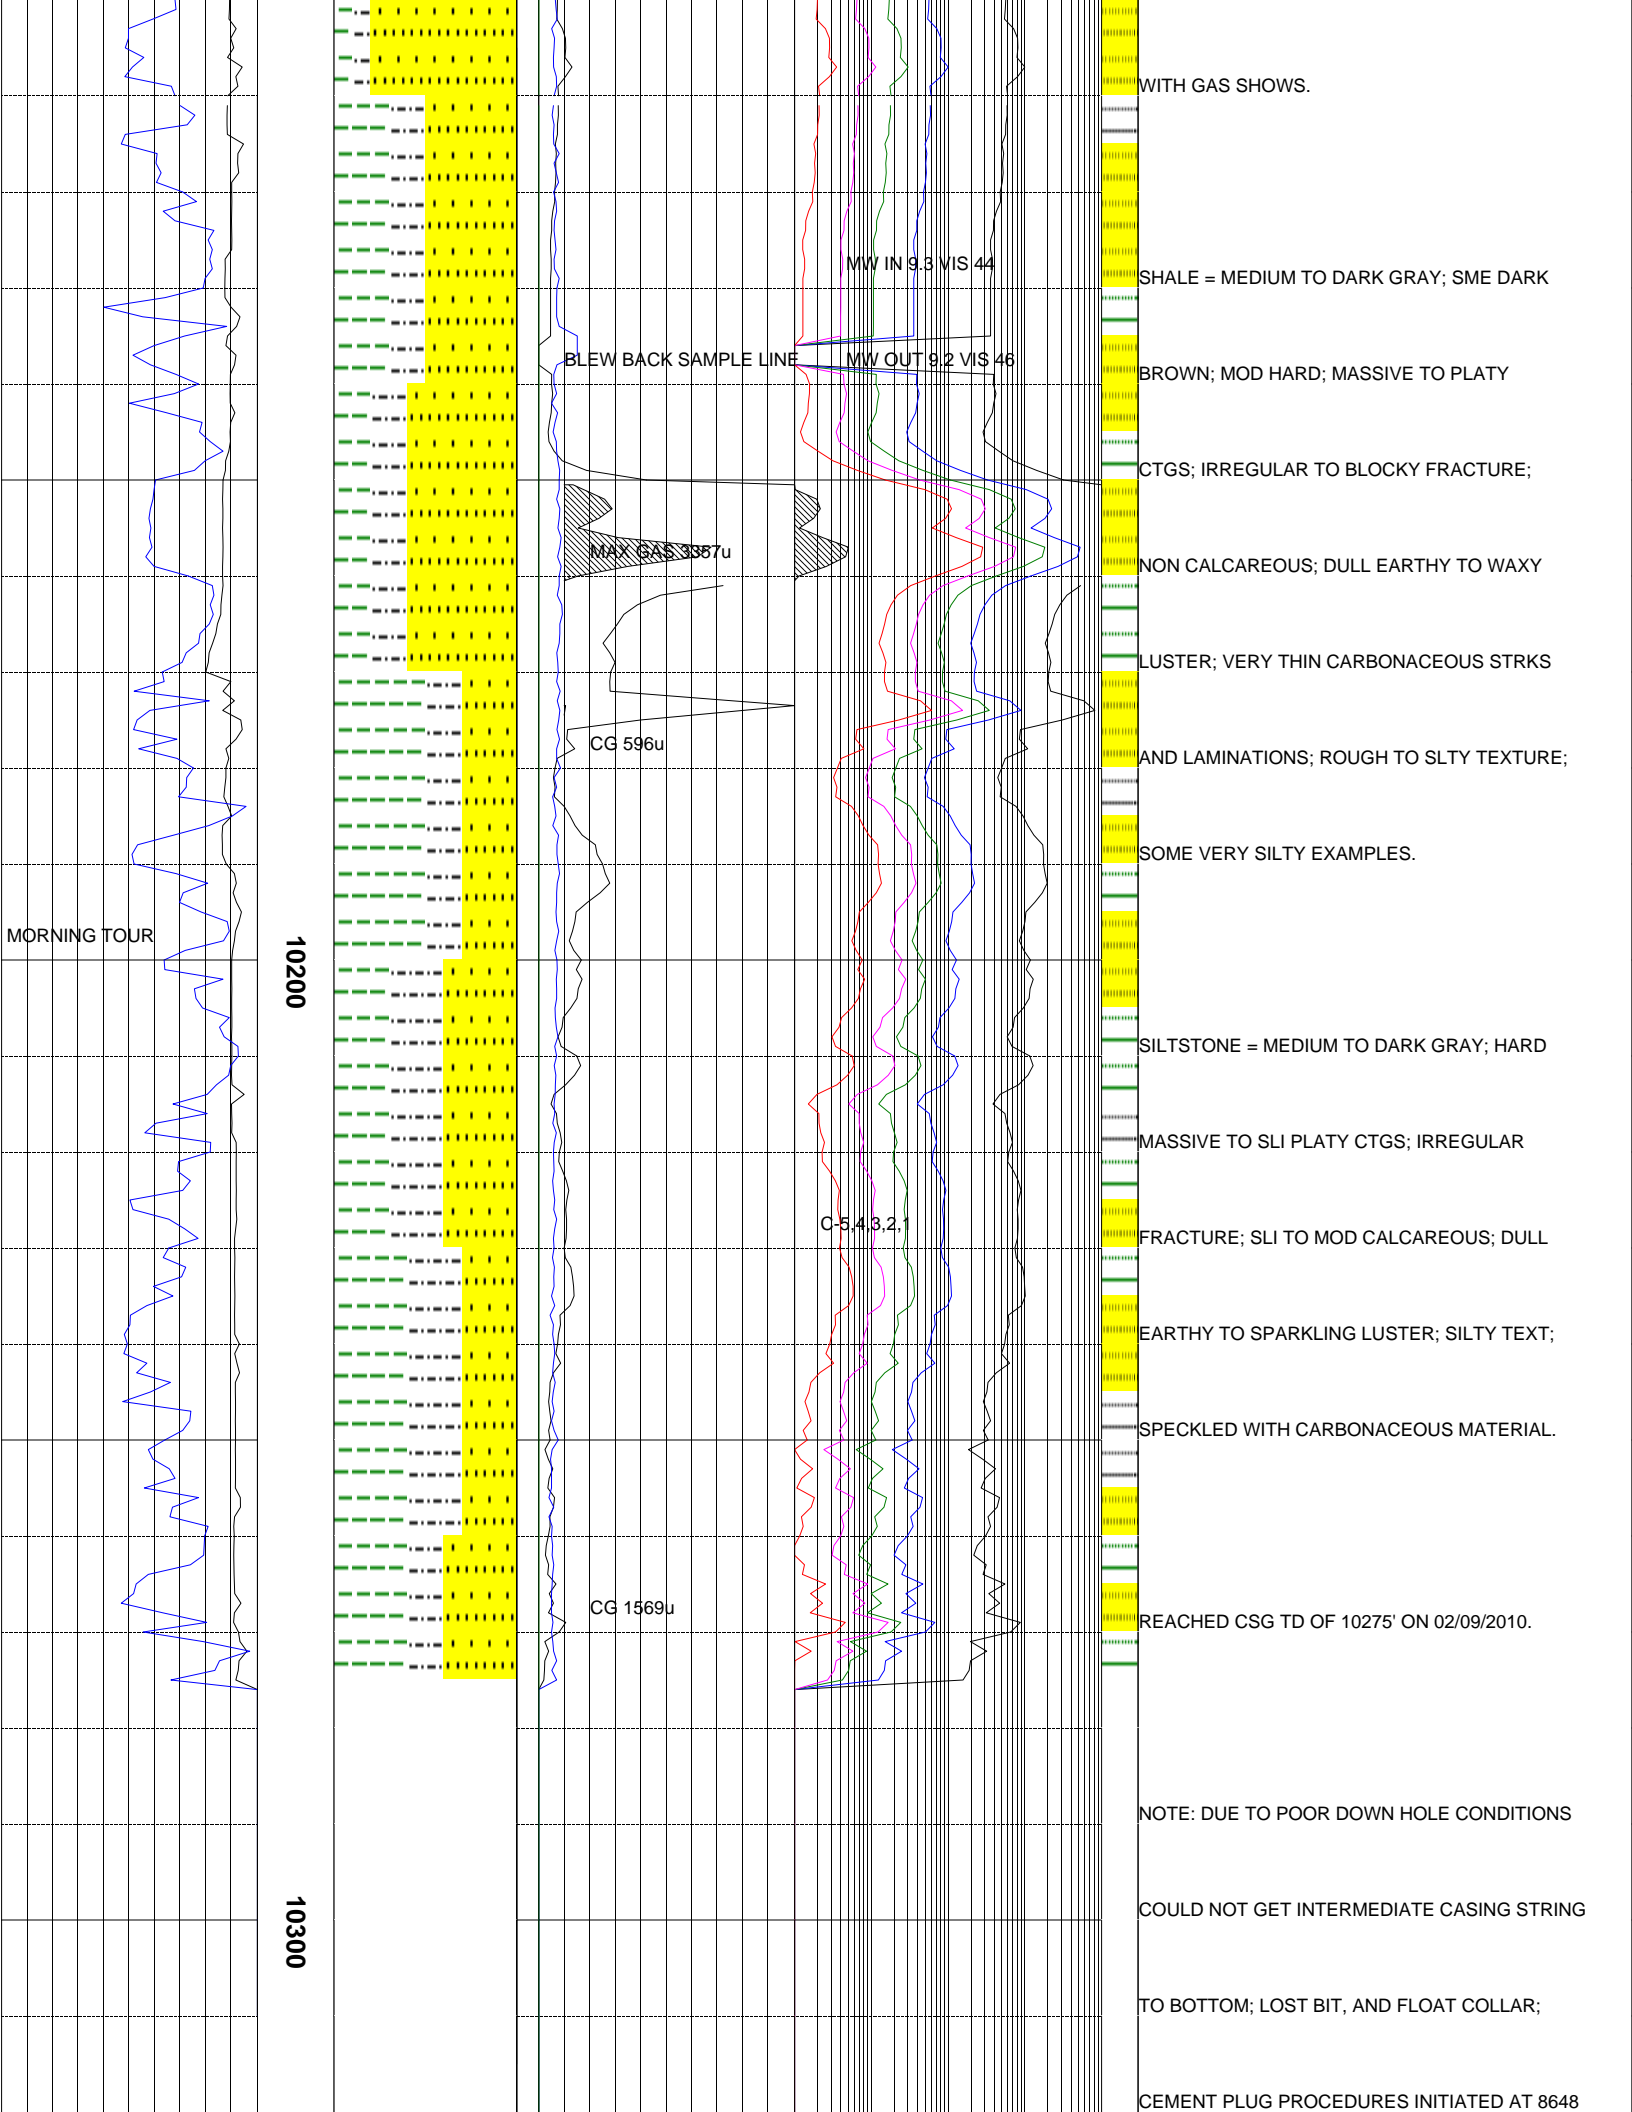 WITH GAS SHOWS.
MW IN 9.3 VIS 44
SHALE = MEDIUM TO DARK GRAY; SME DARK
BLEW BACK SAMPLE LINE
MW OUT 9.2 VIS 46
BROWN; MOD HARD; MASSIVE TO PLATY
CTGS; IRREGULAR TO BLOCKY FRACTURE;
MAX GAS 3357u
NON CALCAREOUS; DULL EARTHY TO WAXY
LUSTER; VERY THIN CARBONACEOUS STRKS
CG 596u
AND LAMINATIONS; ROUGH TO SLTY TEXTURE;
SOME VERY SILTY EXAMPLES.
MORNING TOUR
10200
SILTSTONE = MEDIUM TO DARK GRAY; HARD
MASSIVE TO SLI PLATY CTGS; IRREGULAR
C-5,4,3,2,1
FRACTURE; SLI TO MOD CALCAREOUS; DULL
EARTHY TO SPARKLING LUSTER; SILTY TEXT;
SPECKLED WITH CARBONACEOUS MATERIAL.
CG 1569u
REACHED CSG TD OF 10275' ON 02/09/2010.
NOTE: DUE TO POOR DOWN HOLE CONDITIONS
COULD NOT GET INTERMEDIATE CASING STRING
10300
TO BOTTOM; LOST BIT, AND FLOAT COLLAR;
CEMENT PLUG PROCEDURES INITIATED AT 8648